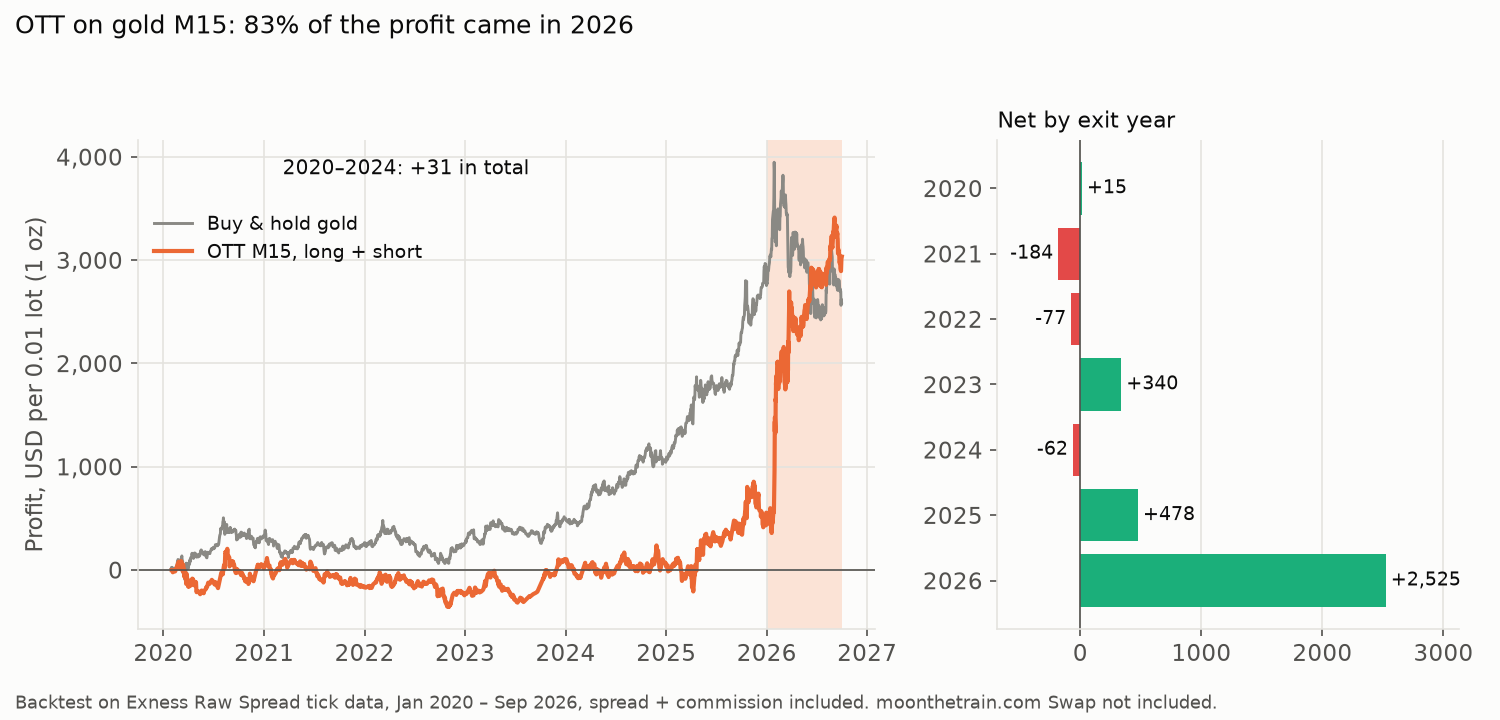 OTT on gold M15: 83% of the profit came in 2026
Net by exit year
2020–2024: +31 in total
Buy & hold gold
OTT M15, long + short
Profit, USD per 0.01 lot (1 oz)
4,000
3,000
2,000
1,000
0
2020 2021 2022 2023 2024 2025 2026 2027
2020 +15
2021 -184
2022 -77
2023 +340
2024 -62
2025 +478
2026 +2,525
0 1000 2000 3000
Backtest on Exness Raw Spread tick data, Jan 2020 – Sep 2026, spread + commission included. moonthetrain.com Swap not included.